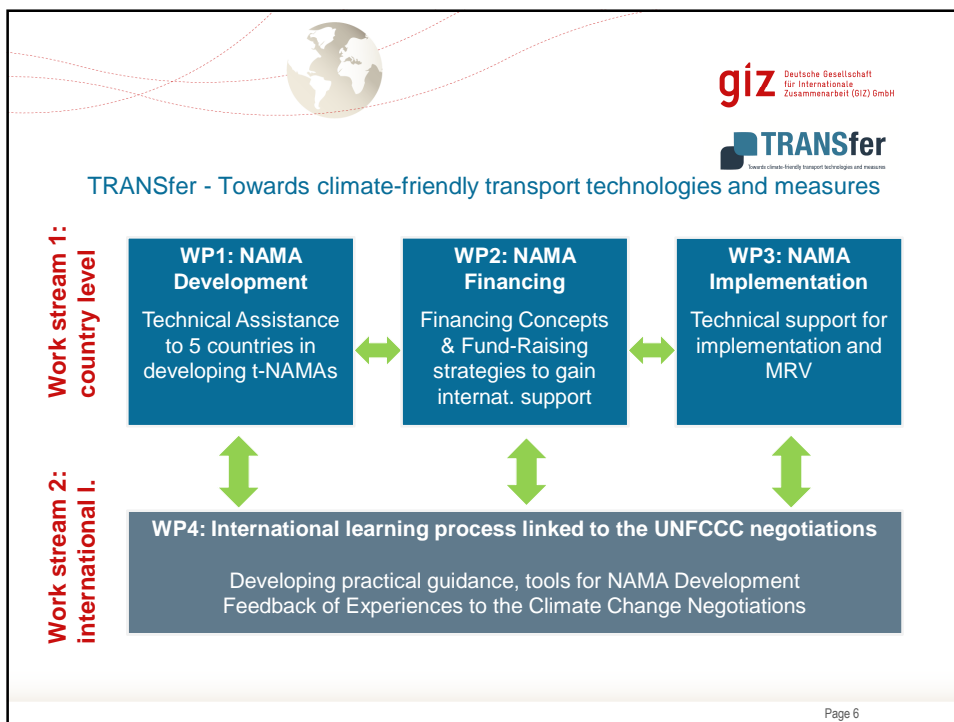 giz Deutsche Gesellschaft
für Internationale
Zusammenarbeit (GIZ) GmbH
TRANSfer
Towards climate-friendly transport technologies and measures
TRANSfer - Towards climate-friendly transport technologies and measures
Work stream 1:
country level
WP1: NAMA
Development
Technical Assistance
to 5 countries in
developing t-NAMAs
WP2: NAMA
Financing
Financing Concepts
& Fund-Raising
strategies to gain
internat. support
WP3: NAMA
Implementation
Technical support for
implementation and
MRV
Work stream 2:
international l.
WP4: International learning process linked to the UNFCCC negotiations
Developing practical guidance, tools for NAMA Development
Feedback of Experiences to the Climate Change Negotiations
Page 6